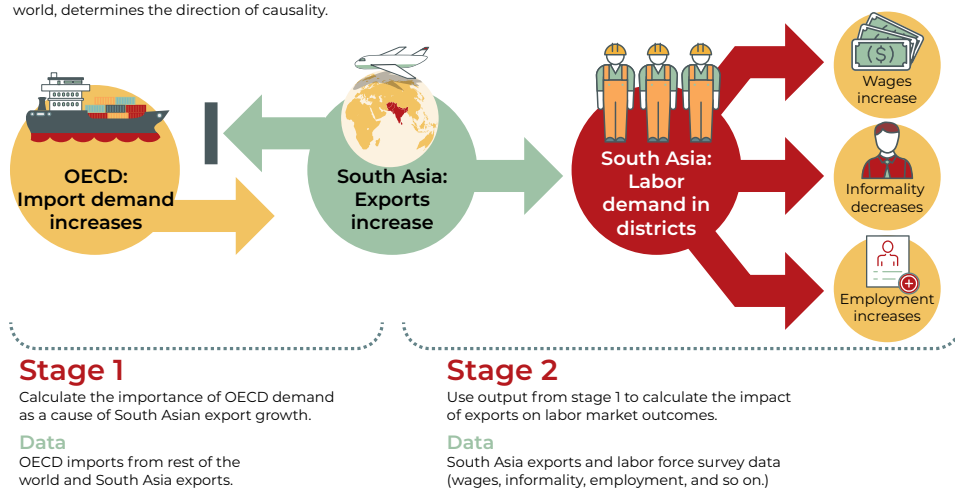 world, determines the direction of causality.
OECD:
Import demand
increases
South Asia:
Exports
increase
South Asia:
Labor
demand in
districts
($)
Wages
increase
Informality
decreases
Employment
increases
Stage 1
Calculate the importance of OECD demand
as a cause of South Asian export growth.
Data
OECD imports from rest of the
world and South Asia exports.
Stage 2
Use output from stage 1 to calculate the impact
of exports on labor market outcomes.
Data
South Asia exports and labor force survey data
(wages, informality, employment, and so on.)